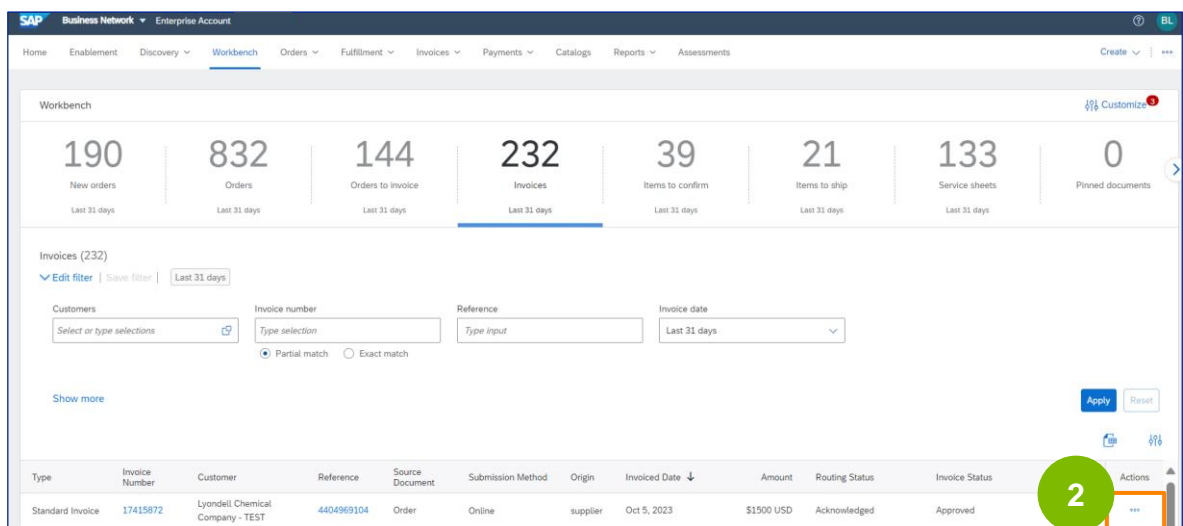 SAP Business Network Enterprise Account BL
Home Enablement Discovery Workbench Orders Fulfillment Invoices Payments Catalogs Reports Assessments Create
Workbench Customize 3
190 832 144 232 39 21 133 0
New orders Orders Orders to invoice Invoices Items to confirm Items to ship Service sheets Pinned documents
Last 31 days Last 31 days Last 31 days Last 31 days Last 31 days Last 31 days Last 31 days
Invoices (232)
Edit filter | Save filter | Last 31 days
Customers Invoice number Reference Invoice date
Select or type selections Type selection Type input Last 31 days
Partial match Exact match
Show more Apply Reset
Type Invoice Number Customer Reference Source Document Submission Method Origin Invoiced Date ↓ Amount Routing Status Invoice Status Actions
2
Standard Invoice 17415872 Lyondell Chemical Company - TEST 4404969104 Order Online supplier Oct 5, 2023 $1500 USD Acknowledged Approved